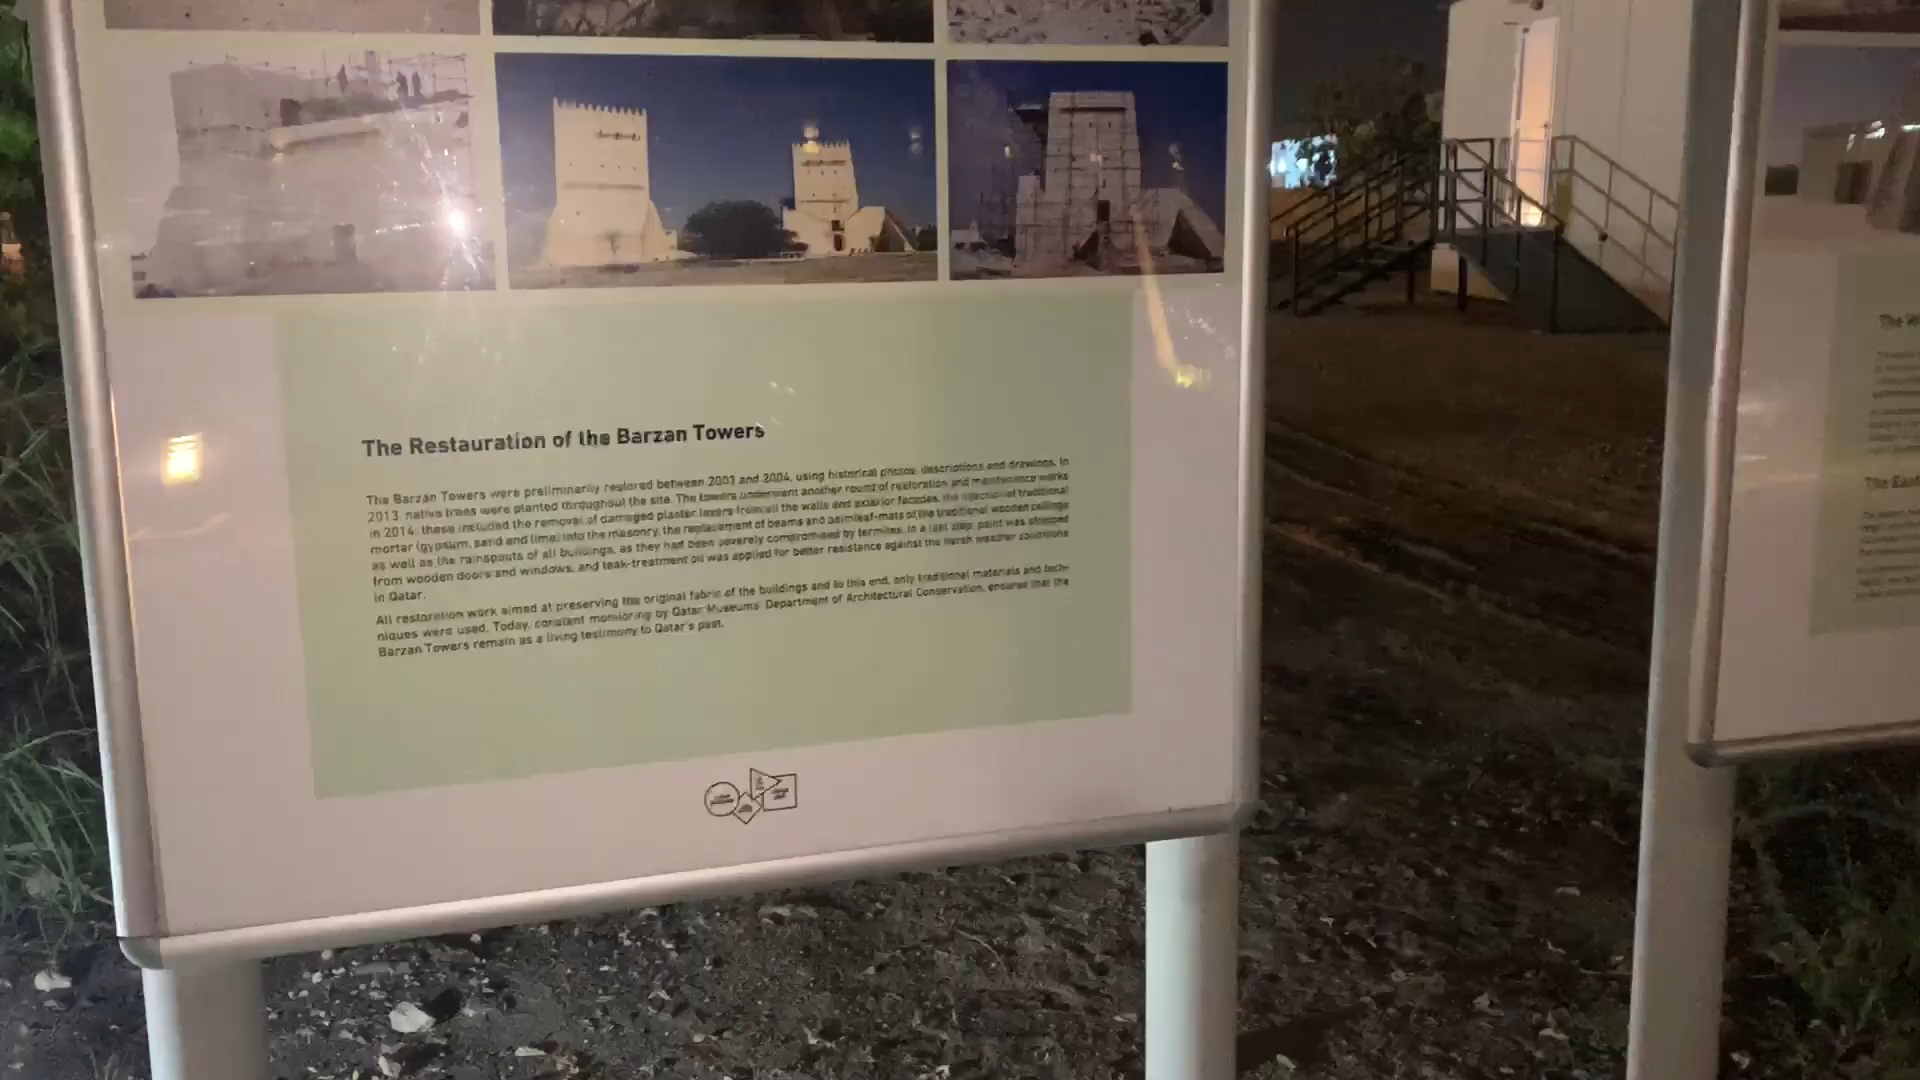 The Restauration of the Barzan Towers
The Barzan Towers were preliminarily restored between 2003 and 2004, using historical photos, descriptions and drawings. In
2013, native trees were planted throughout the site. The towers underwent another round of restoration and maintenance works
in 2014; these included the removal of damaged plaster layers from all the walls and exterior facades, the injection of traditional
mortar (gypsum, sand and lime) into the masonry, the replacement of beams and palmleaf-mats of the traditional wooden ceilings
as well as the rainspouts of all buildings, as they had been severely compromised by termites. In a last step, paint was stripped
from wooden doors and windows, and teak-treatment oil was applied for better resistance against the harsh weather conditions
in Qatar.
All restoration work aimed at preserving the original fabric of the buildings and to this end, only traditional materials and tech-
niques were used. Today, constant monitoring by Qatar Museums' Department of Architectural Conservation, ensures that the
Barzan Towers remain as a living testimony to Qatar's past.
The
The